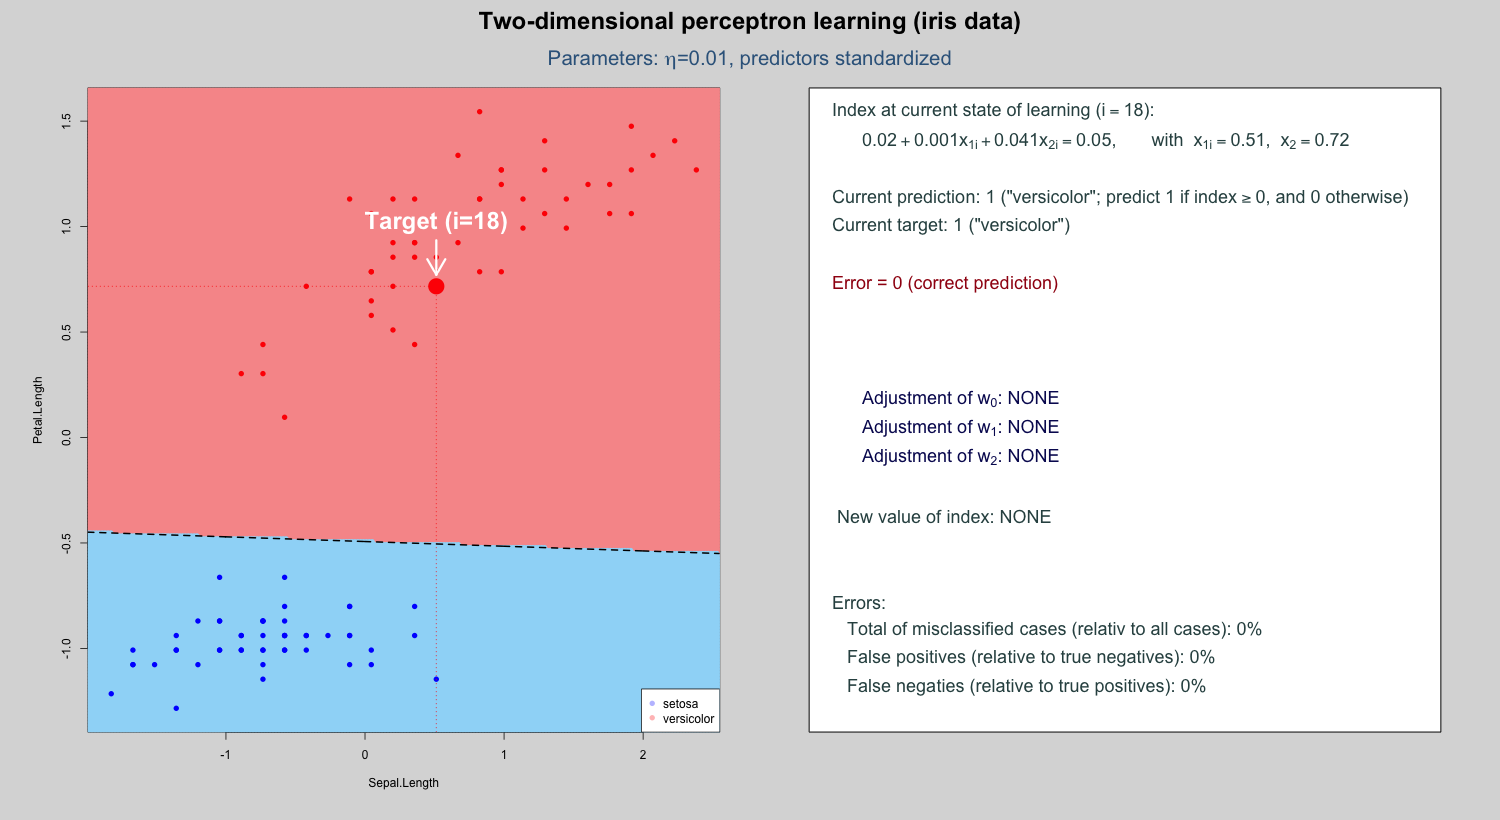 Two-dimensional perceptron learning (iris data)
Parameters: η=0.01, predictors standardized
1.5
1.0
0.5
0.0
-0.5
-1.0
Petal.Length
Target (i=18)
setosa
versicolor
-1
0
1
2
Sepal.Length
Index at current state of learning (i = 18):
0.02 + 0.001x1i + 0.041x2i = 0.05, with x1i = 0.51, x2 = 0.72
Current prediction: 1 ("versicolor"; predict 1 if index ≥ 0, and 0 otherwise)
Current target: 1 ("versicolor")
Error = 0 (correct prediction)
Adjustment of w0: NONE
Adjustment of w1: NONE
Adjustment of w2: NONE
New value of index: NONE
Errors:
Total of misclassified cases (relativ to all cases): 0%
False positives (relative to true negatives): 0%
False negaties (relative to true positives): 0%